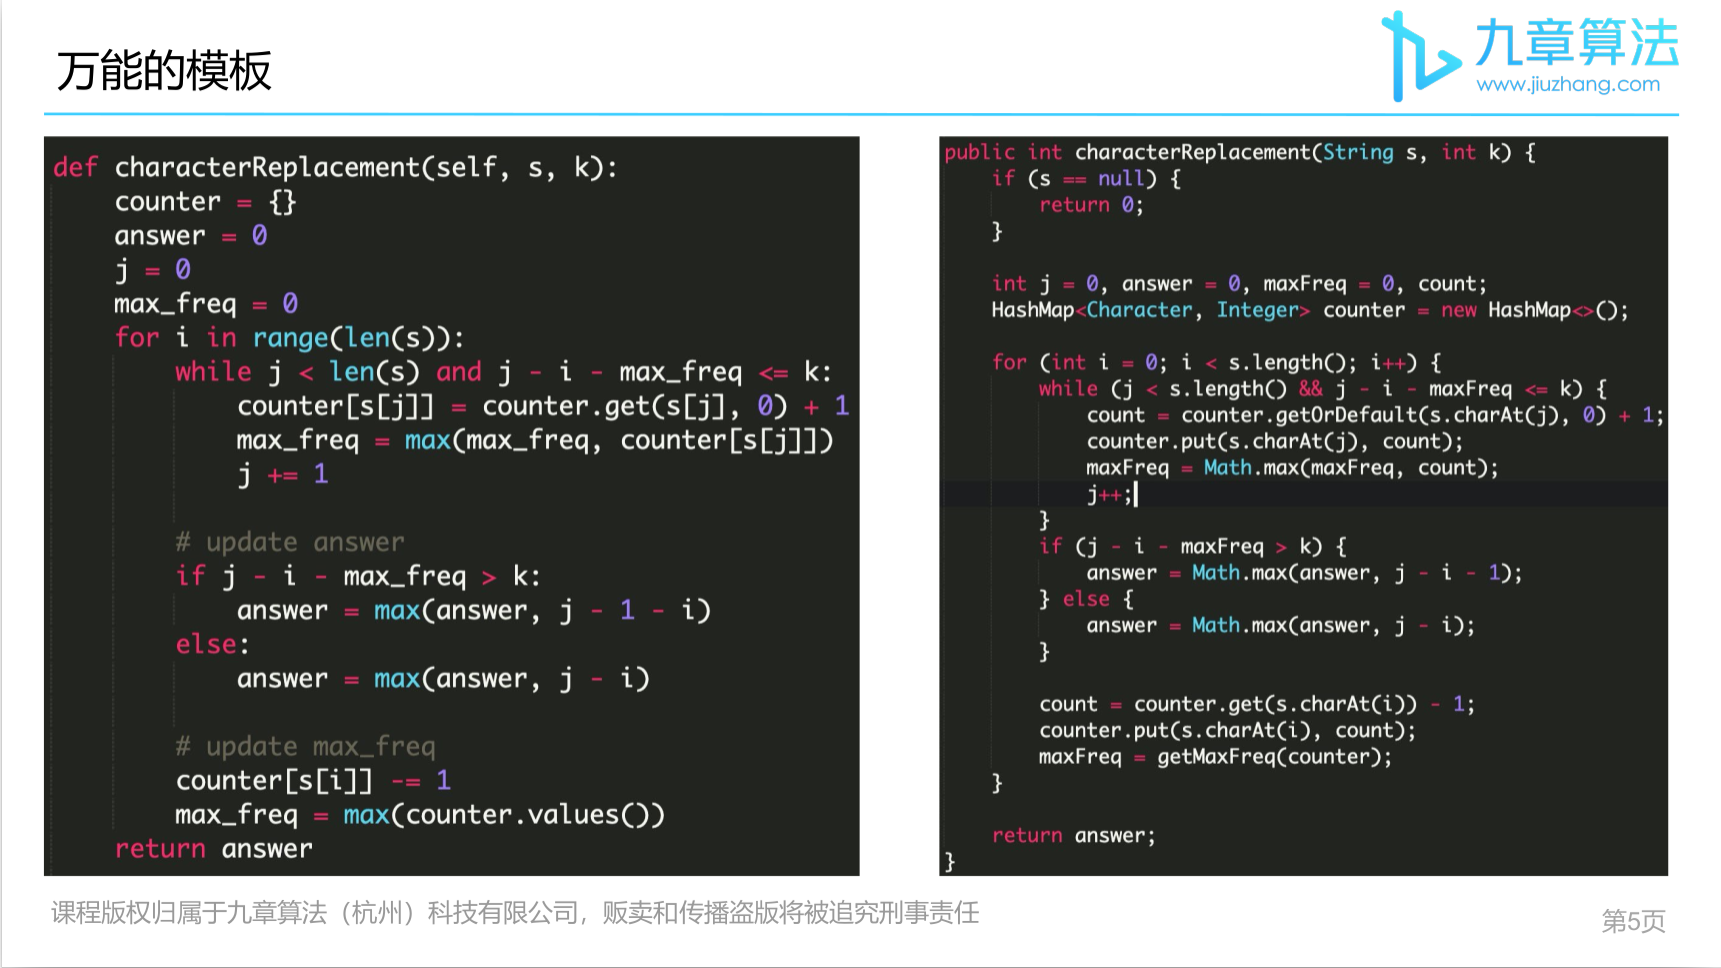 万能的模板
九章算法
www.jiuzhang.com
def characterReplacement(self, s, k):
    counter = {}
    answer = 0
    j = 0
    max_freq = 0
    for i in range(len(s)):
        while j < len(s) and j - i - max_freq <= k:
            counter[s[j]] = counter.get(s[j], 0) + 1
            max_freq = max(max_freq, counter[s[j]])
            j += 1

        # update answer
        if j - i - max_freq > k:
            answer = max(answer, j - 1 - i)
        else:
            answer = max(answer, j - i)

        # update max_freq
        counter[s[i]] -= 1
        max_freq = max(counter.values())
    return answer
public int characterReplacement(String s, int k) {
    if (s == null) {
        return 0;
    }

    int j = 0, answer = 0, maxFreq = 0, count;
    HashMap<Character, Integer> counter = new HashMap<>();

    for (int i = 0; i < s.length(); i++) {
        while (j < s.length() && j - i - maxFreq <= k) {
            count = counter.getOrDefault(s.charAt(j), 0) + 1;
            counter.put(s.charAt(j), count);
            maxFreq = Math.max(maxFreq, count);
            j++;
        }
        if (j - i - maxFreq > k) {
            answer = Math.max(answer, j - i - 1);
        } else {
            answer = Math.max(answer, j - i);
        }

        count = counter.get(s.charAt(i)) - 1;
        counter.put(s.charAt(i), count);
        maxFreq = getMaxFreq(counter);
    }

    return answer;
}
课程版权归属于九章算法（杭州）科技有限公司，贩卖和传播盗版将被追究刑事责任
第5页